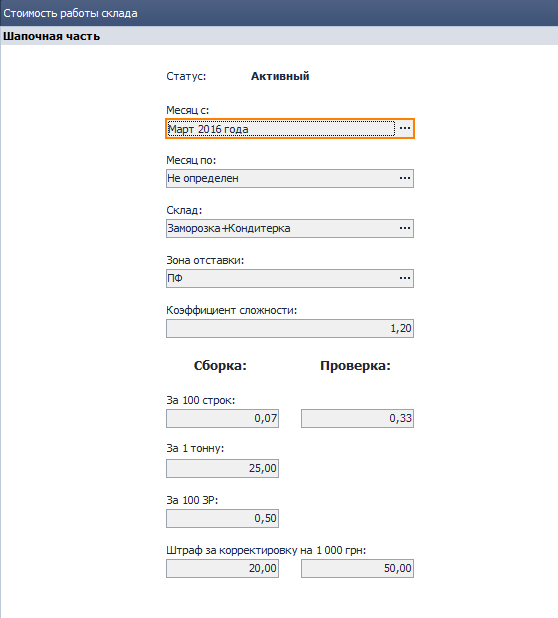 Стоимость работы склада
Шапочная часть
Статус: Активный
Месяц с:
Март 2016 года ...
Месяц по:
Не определен ...
Склад:
Заморозка+Кондитерка ...
Зона отставки:
ПФ ...
Коэффициент сложности:
1,20
Сборка: Проверка:
За 100 строк:
0,07 0,33
За 1 тонну:
25,00
За 100 ЗР:
0,50
Штраф за корректировку на 1 000 грн:
20,00 50,00